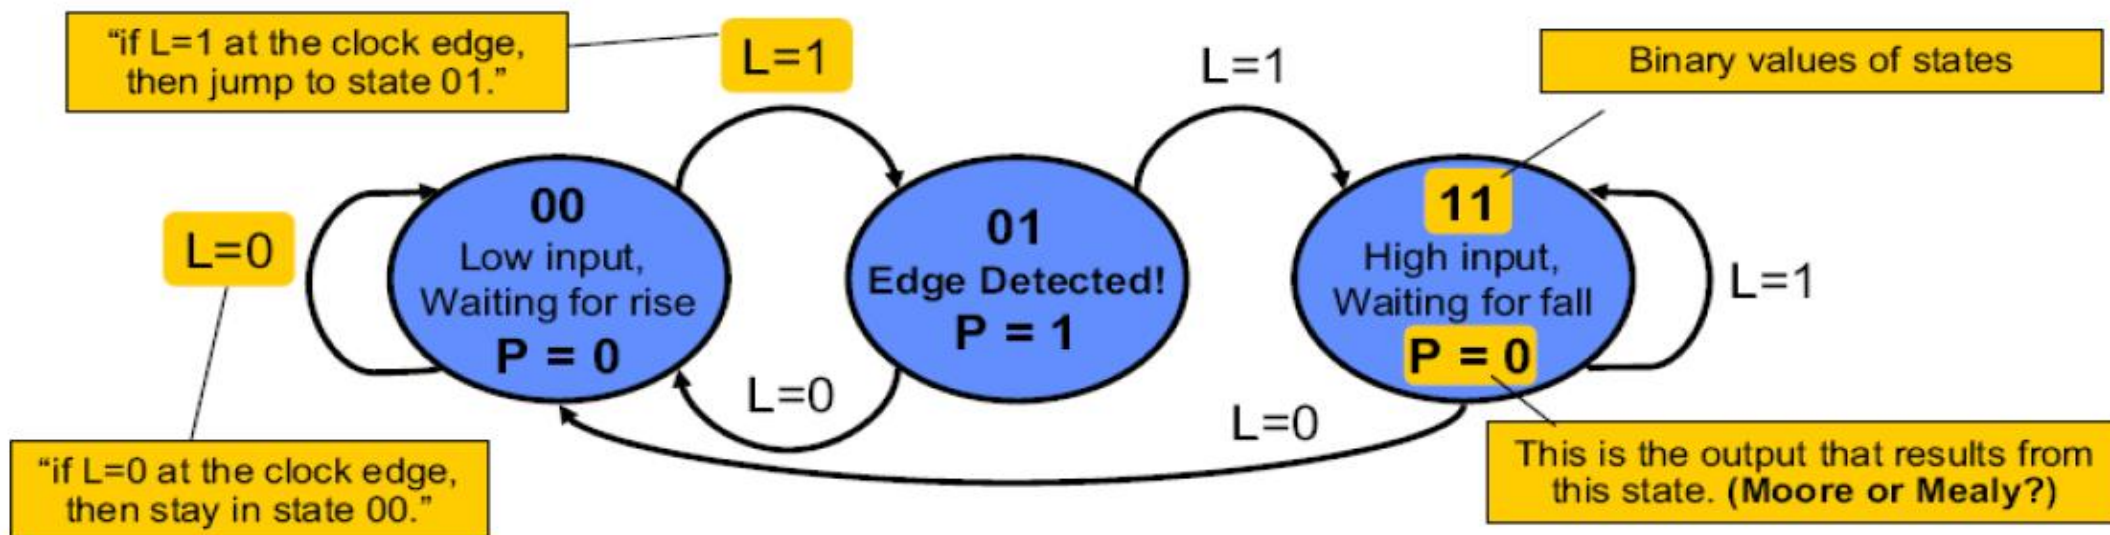 “if L=1 at the clock edge,
then jump to state 01.”
L=1
L=1
Binary values of states
L=0
00
Low input,
Waiting for rise
P = 0
01
Edge Detected!
P = 1
11
High input,
Waiting for fall
P = 0
L=1
L=0
L=0
“if L=0 at the clock edge,
then stay in state 00.”
This is the output that results from
this state. (Moore or Mealy?)